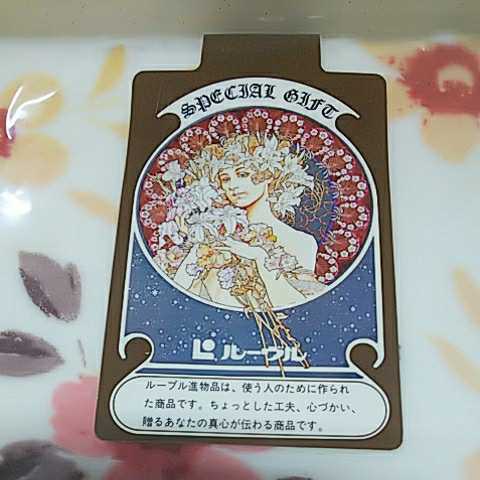 SPECIAL GIFT
ルーブル
ルーブル進物品は、使う人のために作られ
た商品です。ちょっとした工夫、心づかい、
贈るあなたの真心が伝わる商品です。